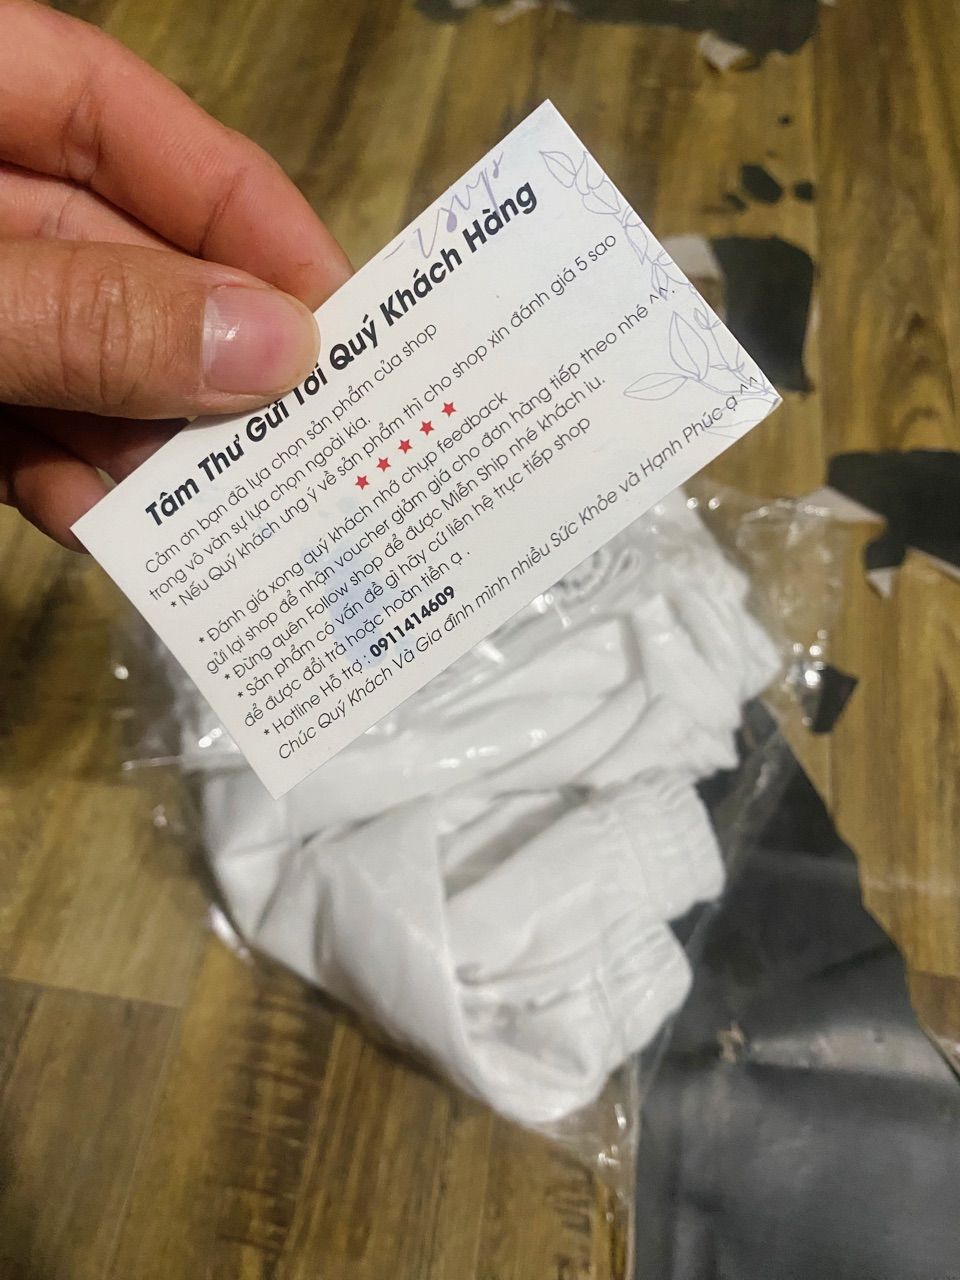 Tâm Thư Gửi Tới Quý Khách Hàng
Cảm ơn bạn đã lựa chọn sản phẩm của shop
trong vô vàn sự lựa chọn ngoài kia.
* Nếu Quý khách ưng ý về sản phẩm thì cho shop xin đánh giá 5 sao
* Đánh giá xong quý khách nhớ chụp feedback
gửi lại shop để nhận voucher giảm giá cho đơn hàng tiếp theo nhé ^^ .
* Đừng quên Follow shop để được Miễn Ship nhé khách iu.
* Sản phẩm có vấn đề gì hãy cứ liên hệ trực tiếp shop
để được đổi trả hoặc hoàn tiền ạ .
* Hotline Hỗ trợ : 0911414609
Chúc Quý Khách Và Gia đình mình nhiều Sức Khỏe và Hạnh Phúc ạ ^^